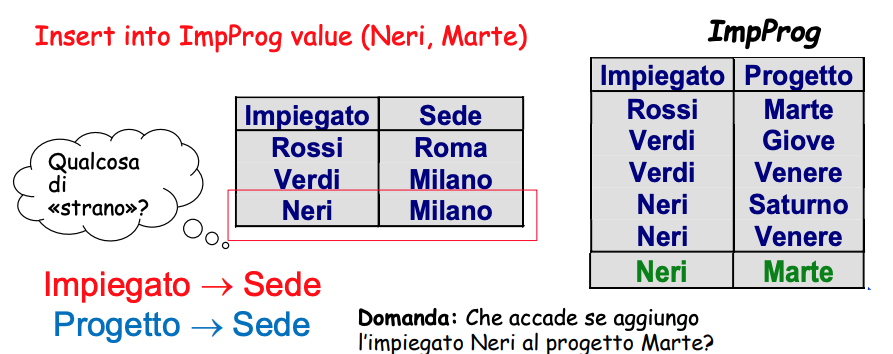 Insert into ImpProg value (Neri, Marte)
ImpProg
Impiegato Progetto
Rossi Marte
Verdi Giove
Verdi Venere
Neri Saturno
Neri Venere
Neri Marte
Impiegato Sede
Rossi Roma
Verdi Milano
Neri Milano
Qualcosa
di
«strano»?
Impiegato → Sede
Progetto → Sede
Domanda: Che accade se aggiungo
l'impiegato Neri al progetto Marte?